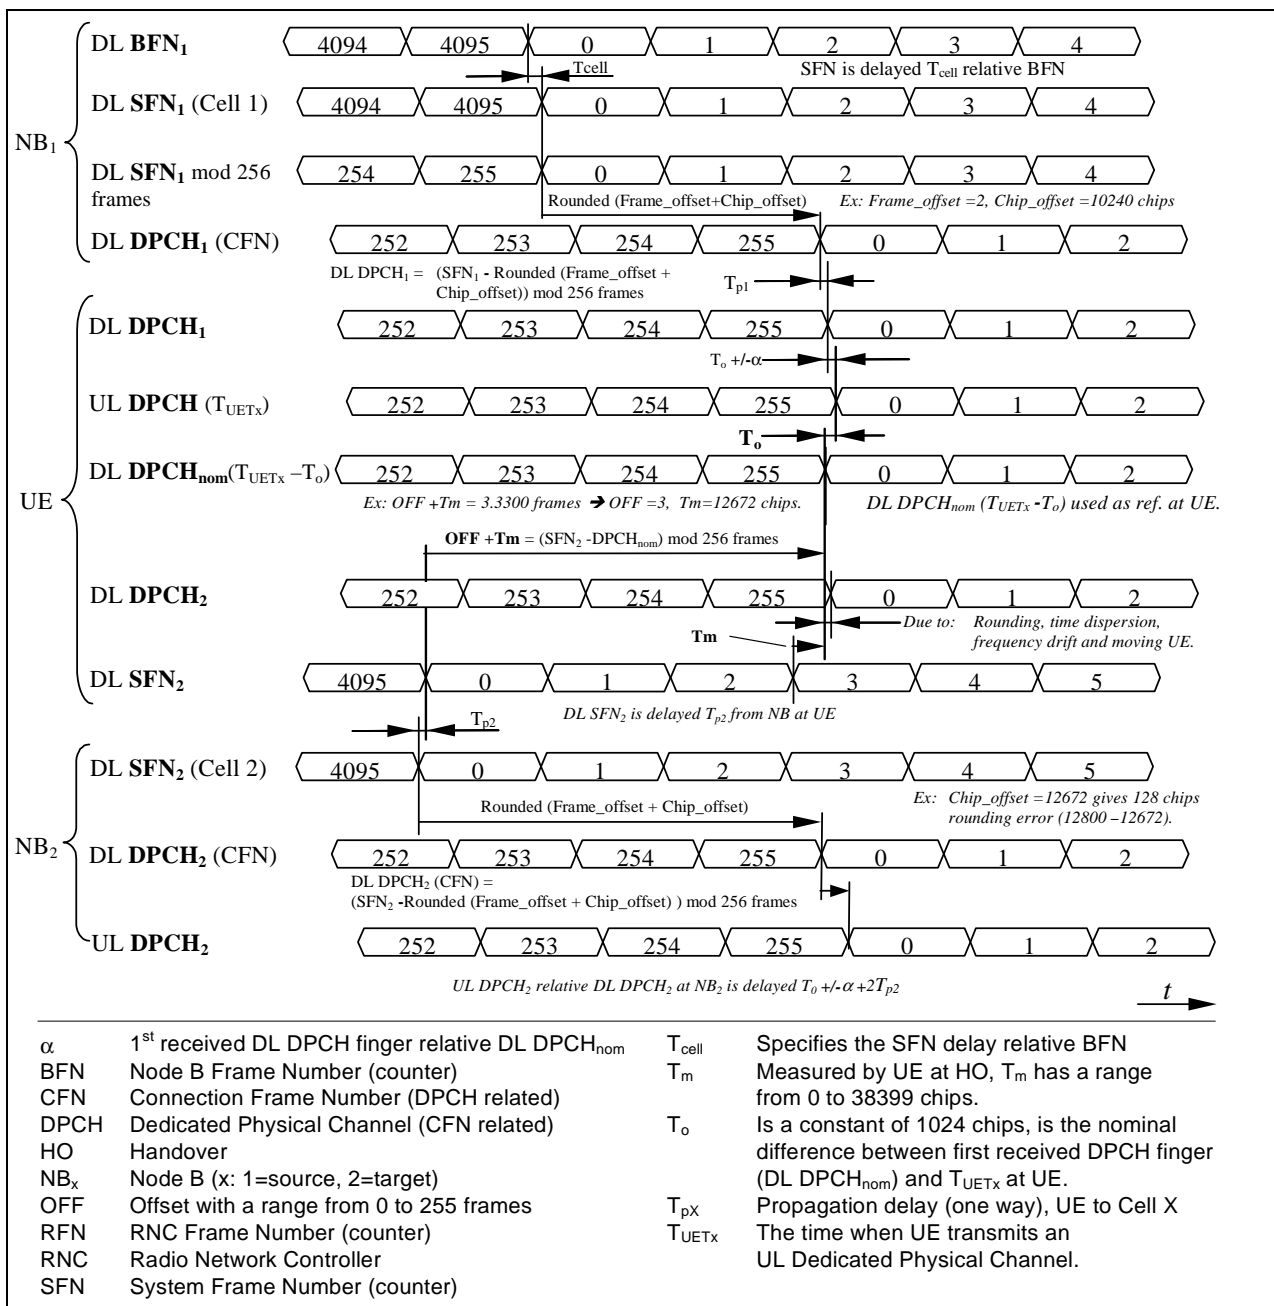 DL BFN1 4094 4095 0 1 2 3 4
Tcell SFN is delayed Tcell relative BFN
DL SFN1 (Cell 1) 4094 4095 0 1 2 3 4
NB1
DL SFN1 mod 256 frames 254 255 0 1 2 3 4
Rounded (Frame_offset+Chip_offset) Ex: Frame_offset =2, Chip_offset =10240 chips
DL DPCH1 (CFN) 252 253 254 255 0 1 2
DL DPCH1 = (SFN1 - Rounded (Frame_offset +
Chip_offset)) mod 256 frames
Tp1
DL DPCH1 252 253 254 255 0 1 2
To +/-α
UL DPCH (TUETx) 252 253 254 255 0 1 2
To
DL DPCHnom(TUETx –To) 252 253 254 255 0 1 2
UE
Ex: OFF +Tm = 3.3300 frames ➔ OFF =3, Tm=12672 chips.
DL DPCHnom (TUETx -To) used as ref. at UE.
OFF +Tm = (SFN2 -DPCHnom) mod 256 frames
DL DPCH2 252 253 254 255 0 1 2
Due to: Rounding, time dispersion,
frequency drift and moving UE.
Tm
DL SFN2 4095 0 1 2 3 4 5
DL SFN2 is delayed Tp2 from NB at UE
Tp2
DL SFN2 (Cell 2) 4095 0 1 2 3 4 5
Rounded (Frame_offset + Chip_offset)
Ex: Chip_offset =12672 gives 128 chips
rounding error (12800 –12672).
NB2
DL DPCH2 (CFN) 252 253 254 255 0 1 2
DL DPCH2 (CFN) =
(SFN2 -Rounded (Frame_offset + Chip_offset) ) mod 256 frames
UL DPCH2 252 253 254 255 0 1 2
UL DPCH2 relative DL DPCH2 at NB2 is delayed T0 +/-α +2Tp2
t
α 1st received DL DPCH finger relative DL DPCHnom
BFN Node B Frame Number (counter)
CFN Connection Frame Number (DPCH related)
DPCH Dedicated Physical Channel (CFN related)
HO Handover
NBx Node B (x: 1=source, 2=target)
OFF Offset with a range from 0 to 255 frames
RFN RNC Frame Number (counter)
RNC Radio Network Controller
SFN System Frame Number (counter)
Tcell Specifies the SFN delay relative BFN
Tm Measured by UE at HO, Tm has a range
from 0 to 38399 chips.
To Is a constant of 1024 chips, is the nominal
difference between first received DPCH finger
(DL DPCHnom) and TUETx at UE.
TpX Propagation delay (one way), UE to Cell X
TUETx The time when UE transmits an
UL Dedicated Physical Channel.